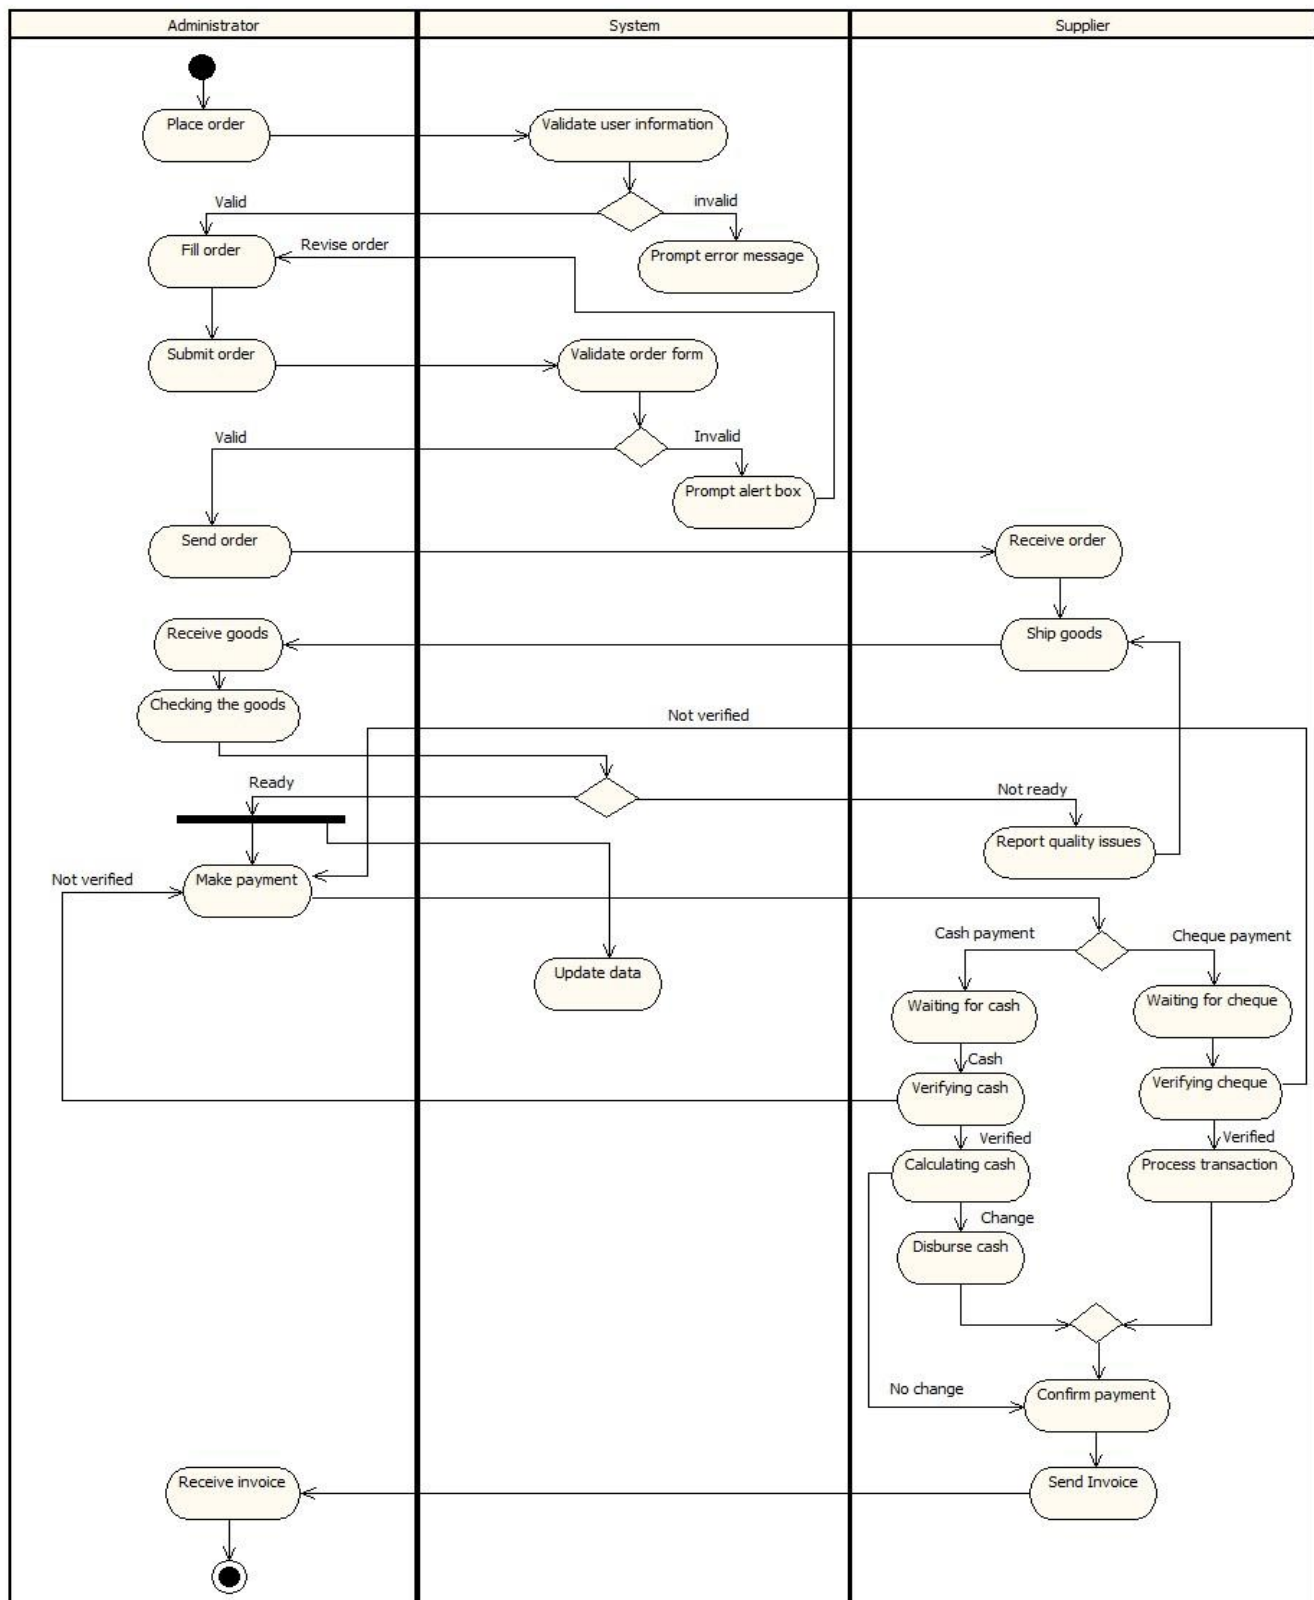 Administrator
System
Supplier
Place order
Validate user information
Valid
invalid
Fill order
Revise order
Prompt error message
Submit order
Validate order form
Valid
Invalid
Prompt alert box
Send order
Receive order
Receive goods
Ship goods
Checking the goods
Not verified
Ready
Not ready
Report quality issues
Not verified
Make payment
Cash payment
Cheque payment
Update data
Waiting for cash
Waiting for cheque
Cash
Verifying cash
Verifying cheque
Verified
Verified
Calculating cash
Process transaction
Change
Disburse cash
No change
Confirm payment
Receive invoice
Send Invoice